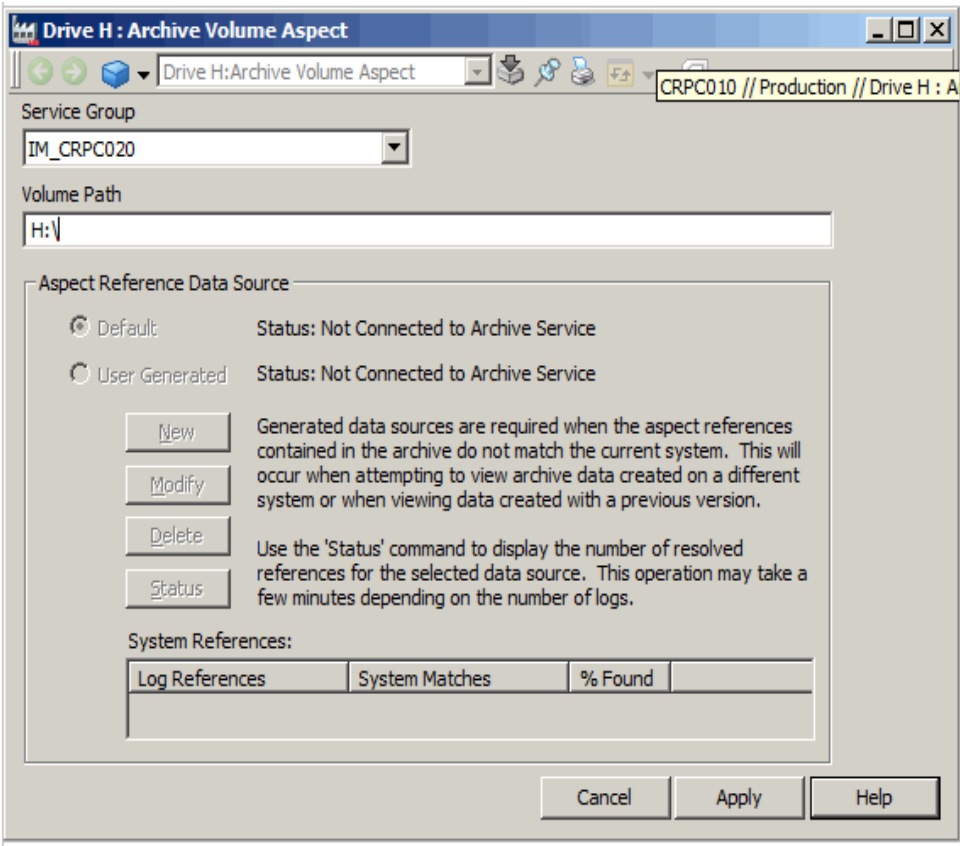 Drive H : Archive Volume Aspect
Drive H:Archive Volume Aspect
CRPC010 // Production // Drive H : A
Service Group
IM_CRPC020
Volume Path
H:\
Aspect Reference Data Source
Default
Status: Not Connected to Archive Service
User Generated
Status: Not Connected to Archive Service
New
Generated data sources are required when the aspect references
contained in the archive do not match the current system. This will
Modify
occur when attempting to view archive data created on a different
system or when viewing data created with a previous version.
Delete
Use the 'Status' command to display the number of resolved
Status
references for the selected data source. This operation may take a
few minutes depending on the number of logs.
System References:
Log References System Matches % Found
Cancel Apply Help